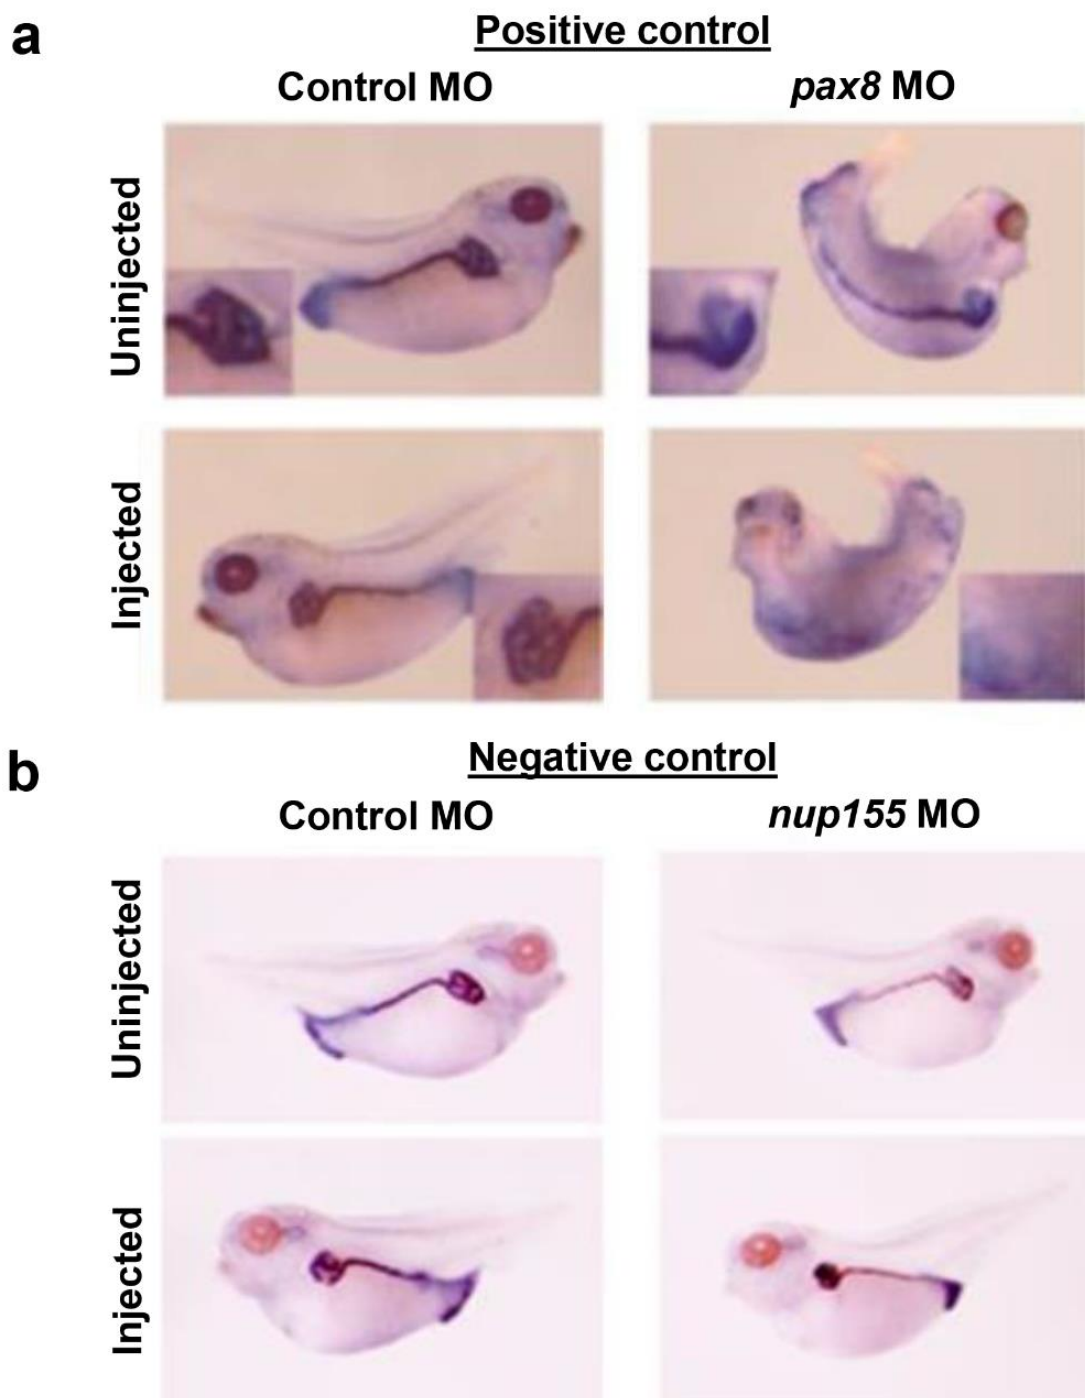 a
Positive control
Control MO
pax8 MO
Uninjected
Injected
b
Negative control
Control MO
nup155 MO
Uninjected
Injected